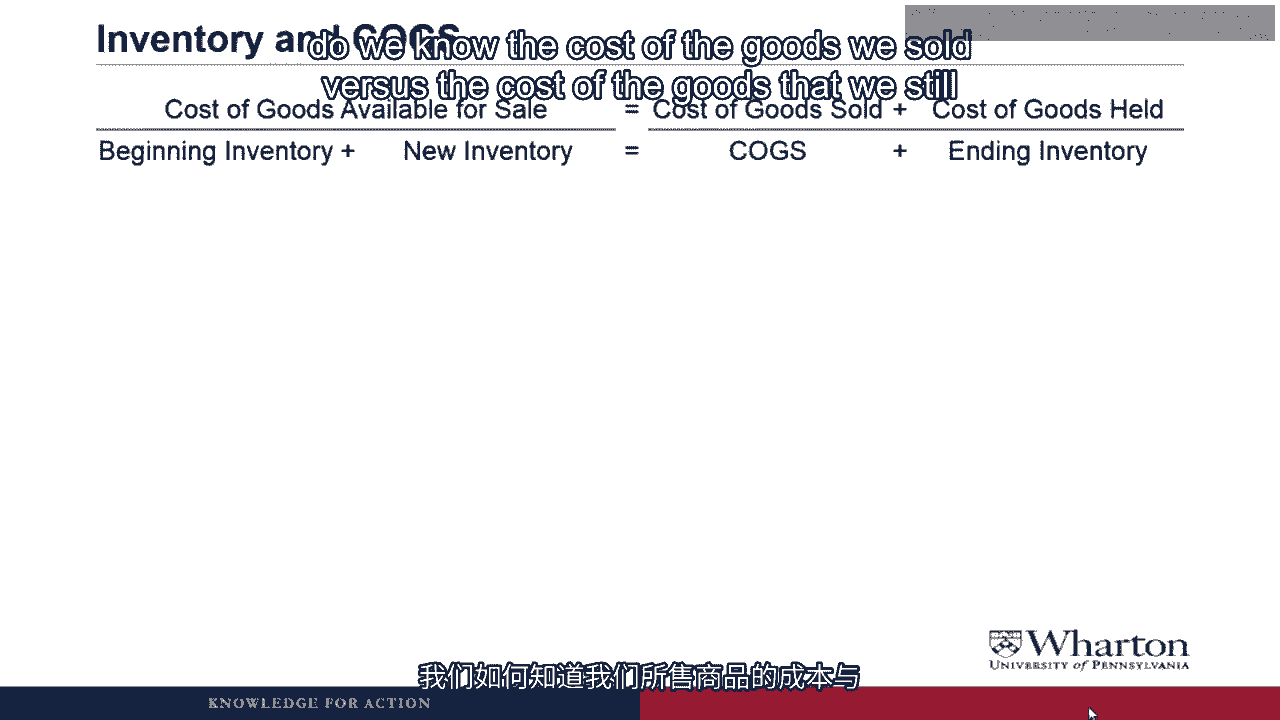 Inventory and COGS
do we know the cost of the goods we sold
versus the cost of the goods that we still
Cost of Goods Available for Sale = Cost of Goods Sold + Cost of Goods Held
Beginning Inventory + New Inventory = COGS + Ending Inventory
Wharton
UNIVERSITY of PENNSYLVANIA
我们如何知道我们所售商品的成本与
KNOWLEDGE FOR ACTION